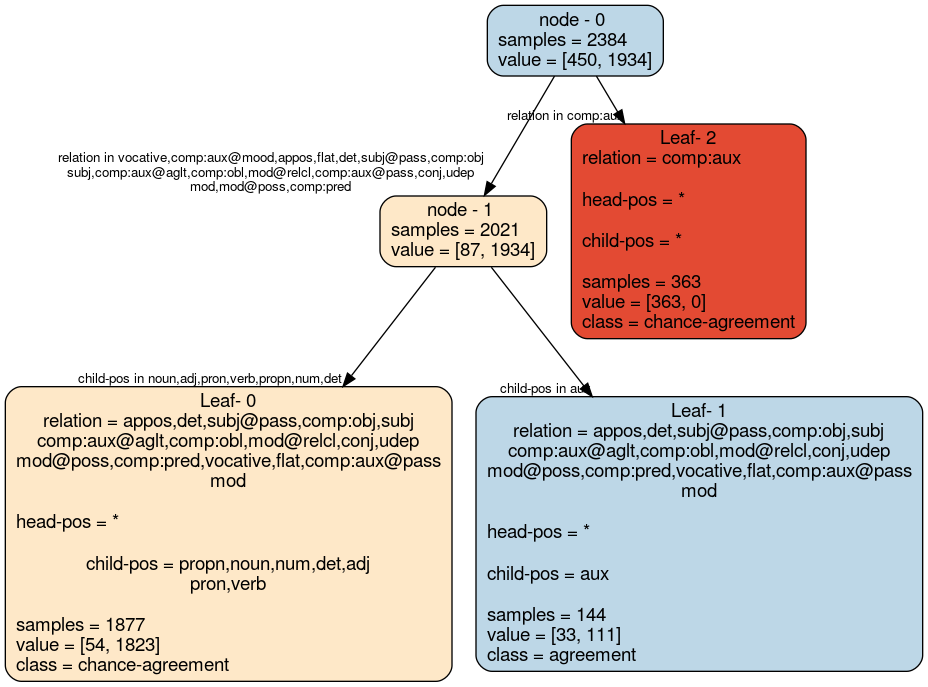 node - 0
samples = 2384
value = [450, 1934]
relation in comp:aux
Leaf- 2
relation = comp:aux
head-pos = *
child-pos = *
samples = 363
value = [363, 0]
class = chance-agreement
relation in vocative,comp:aux@mood,appos,flat,det,subj@pass,comp:obj
subj,comp:aux@aglt,comp:obl,mod@relcl,comp:aux@pass,conj,udep
mod,mod@poss,comp:pred
node - 1
samples = 2021
value = [87, 1934]
child-pos in noun,adj,pron,verb,propn,num,det
Leaf- 0
relation = appos,det,subj@pass,comp:obj,subj
comp:aux@aglt,comp:obl,mod@relcl,conj,udep
mod@poss,comp:pred,vocative,flat,comp:aux@pass
mod
head-pos = *
child-pos = propn,noun,num,det,adj
pron,verb
samples = 1877
value = [54, 1823]
class = chance-agreement
child-pos in aux
Leaf- 1
relation = appos,det,subj@pass,comp:obj,subj
comp:aux@aglt,comp:obl,mod@relcl,conj,udep
mod@poss,comp:pred,vocative,flat,comp:aux@pass
mod
head-pos = *
child-pos = aux
samples = 144
value = [33, 111]
class = agreement